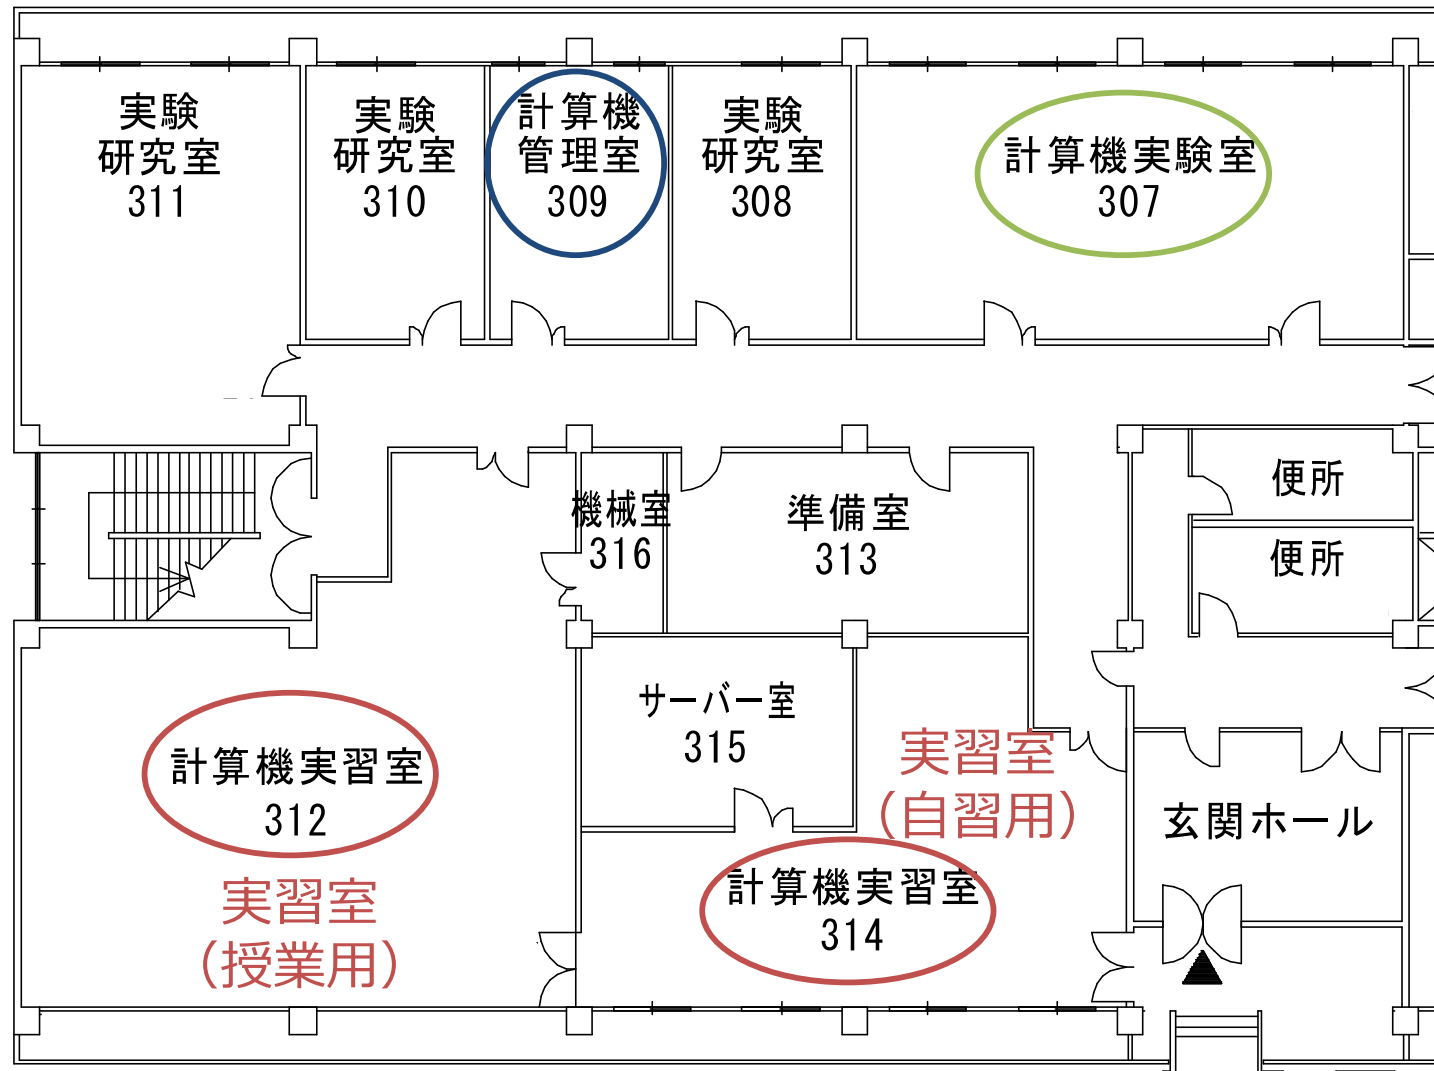 実験
研究室
311
実験
研究室
310
計算機
管理室
309
実験
研究室
308
計算機実験室
307
便所
便所
機械室
316
準備室
313
サーバー室
315
実習室
（自習用）
玄関ホール
計算機実習室
312
実習室
（授業用）
計算機実習室
314